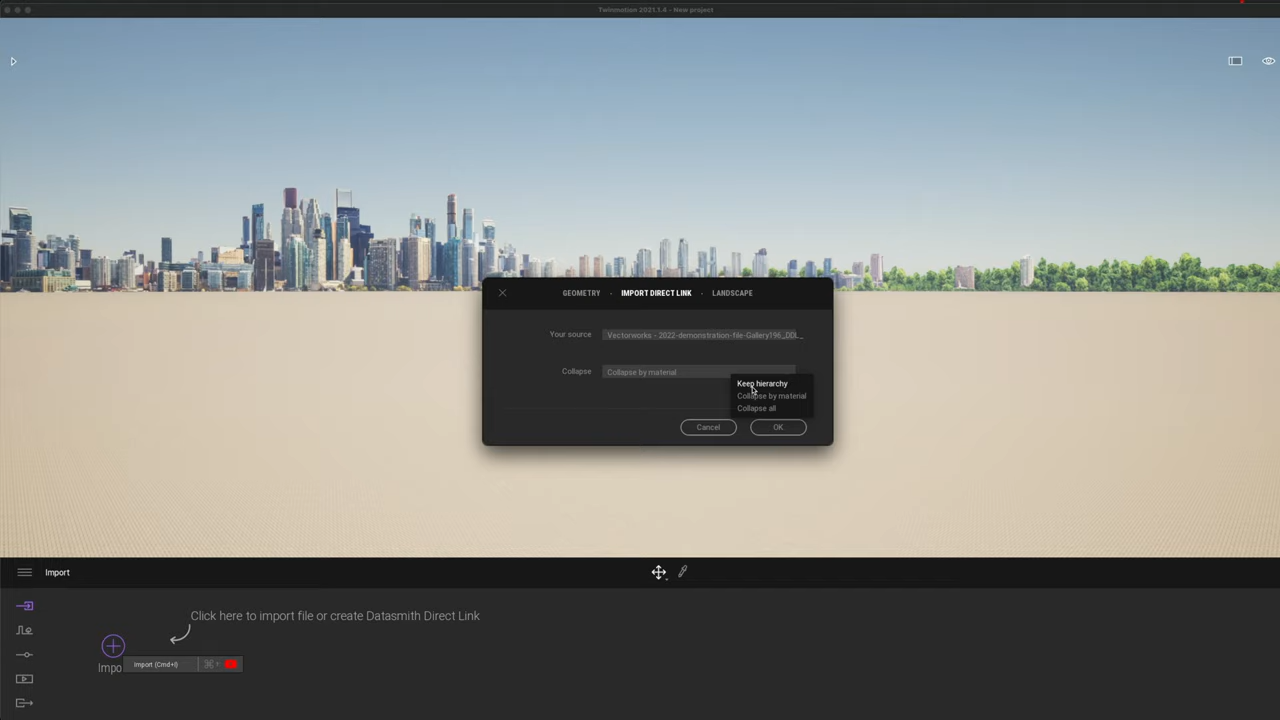 Twinmotion 2021.1.4 - New project
GEOMETRY · IMPORT DIRECT LINK · LANDSCAPE
Your source Vectorworks - 2022-demonstration-file-Gallery196_DDL_
Collapse Collapse by material
Keep hierarchy
Collapse by material
Collapse all
Cancel OK
Import
Click here to import file or create Datasmith Direct Link
Impo
Import (Cmd+I)